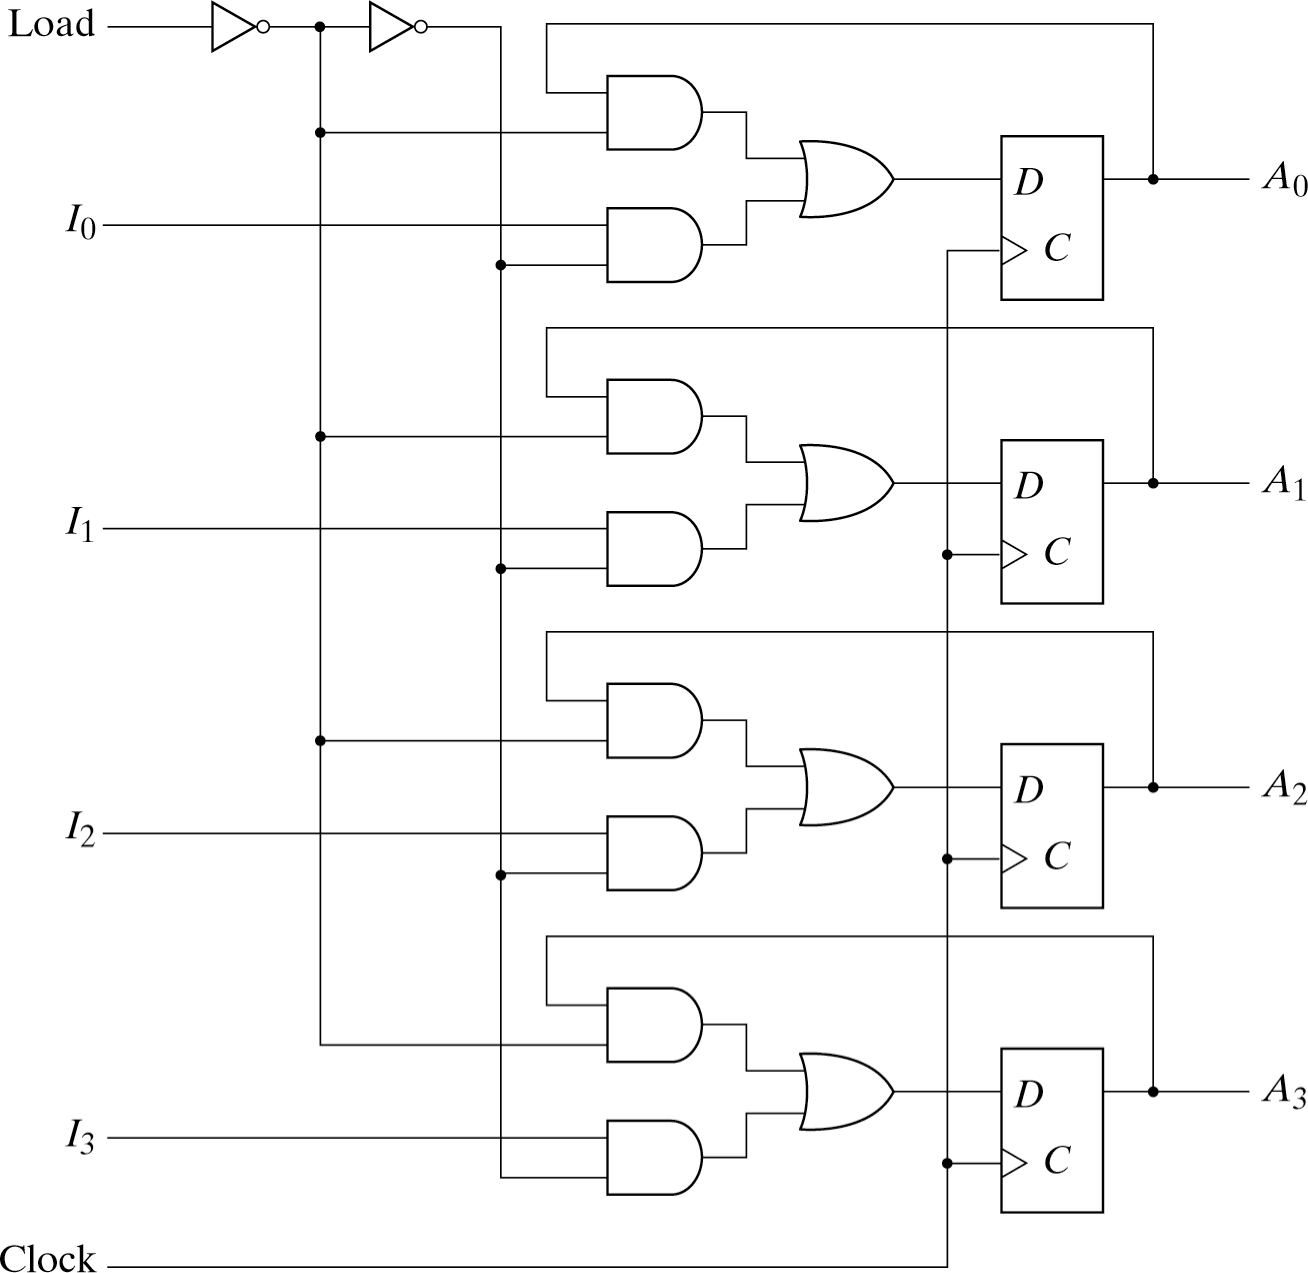 Load
D A₀
I₀ C
D A₁
I₁ C
D A₂
I₂ C
D A₃
I₃ C
Clock